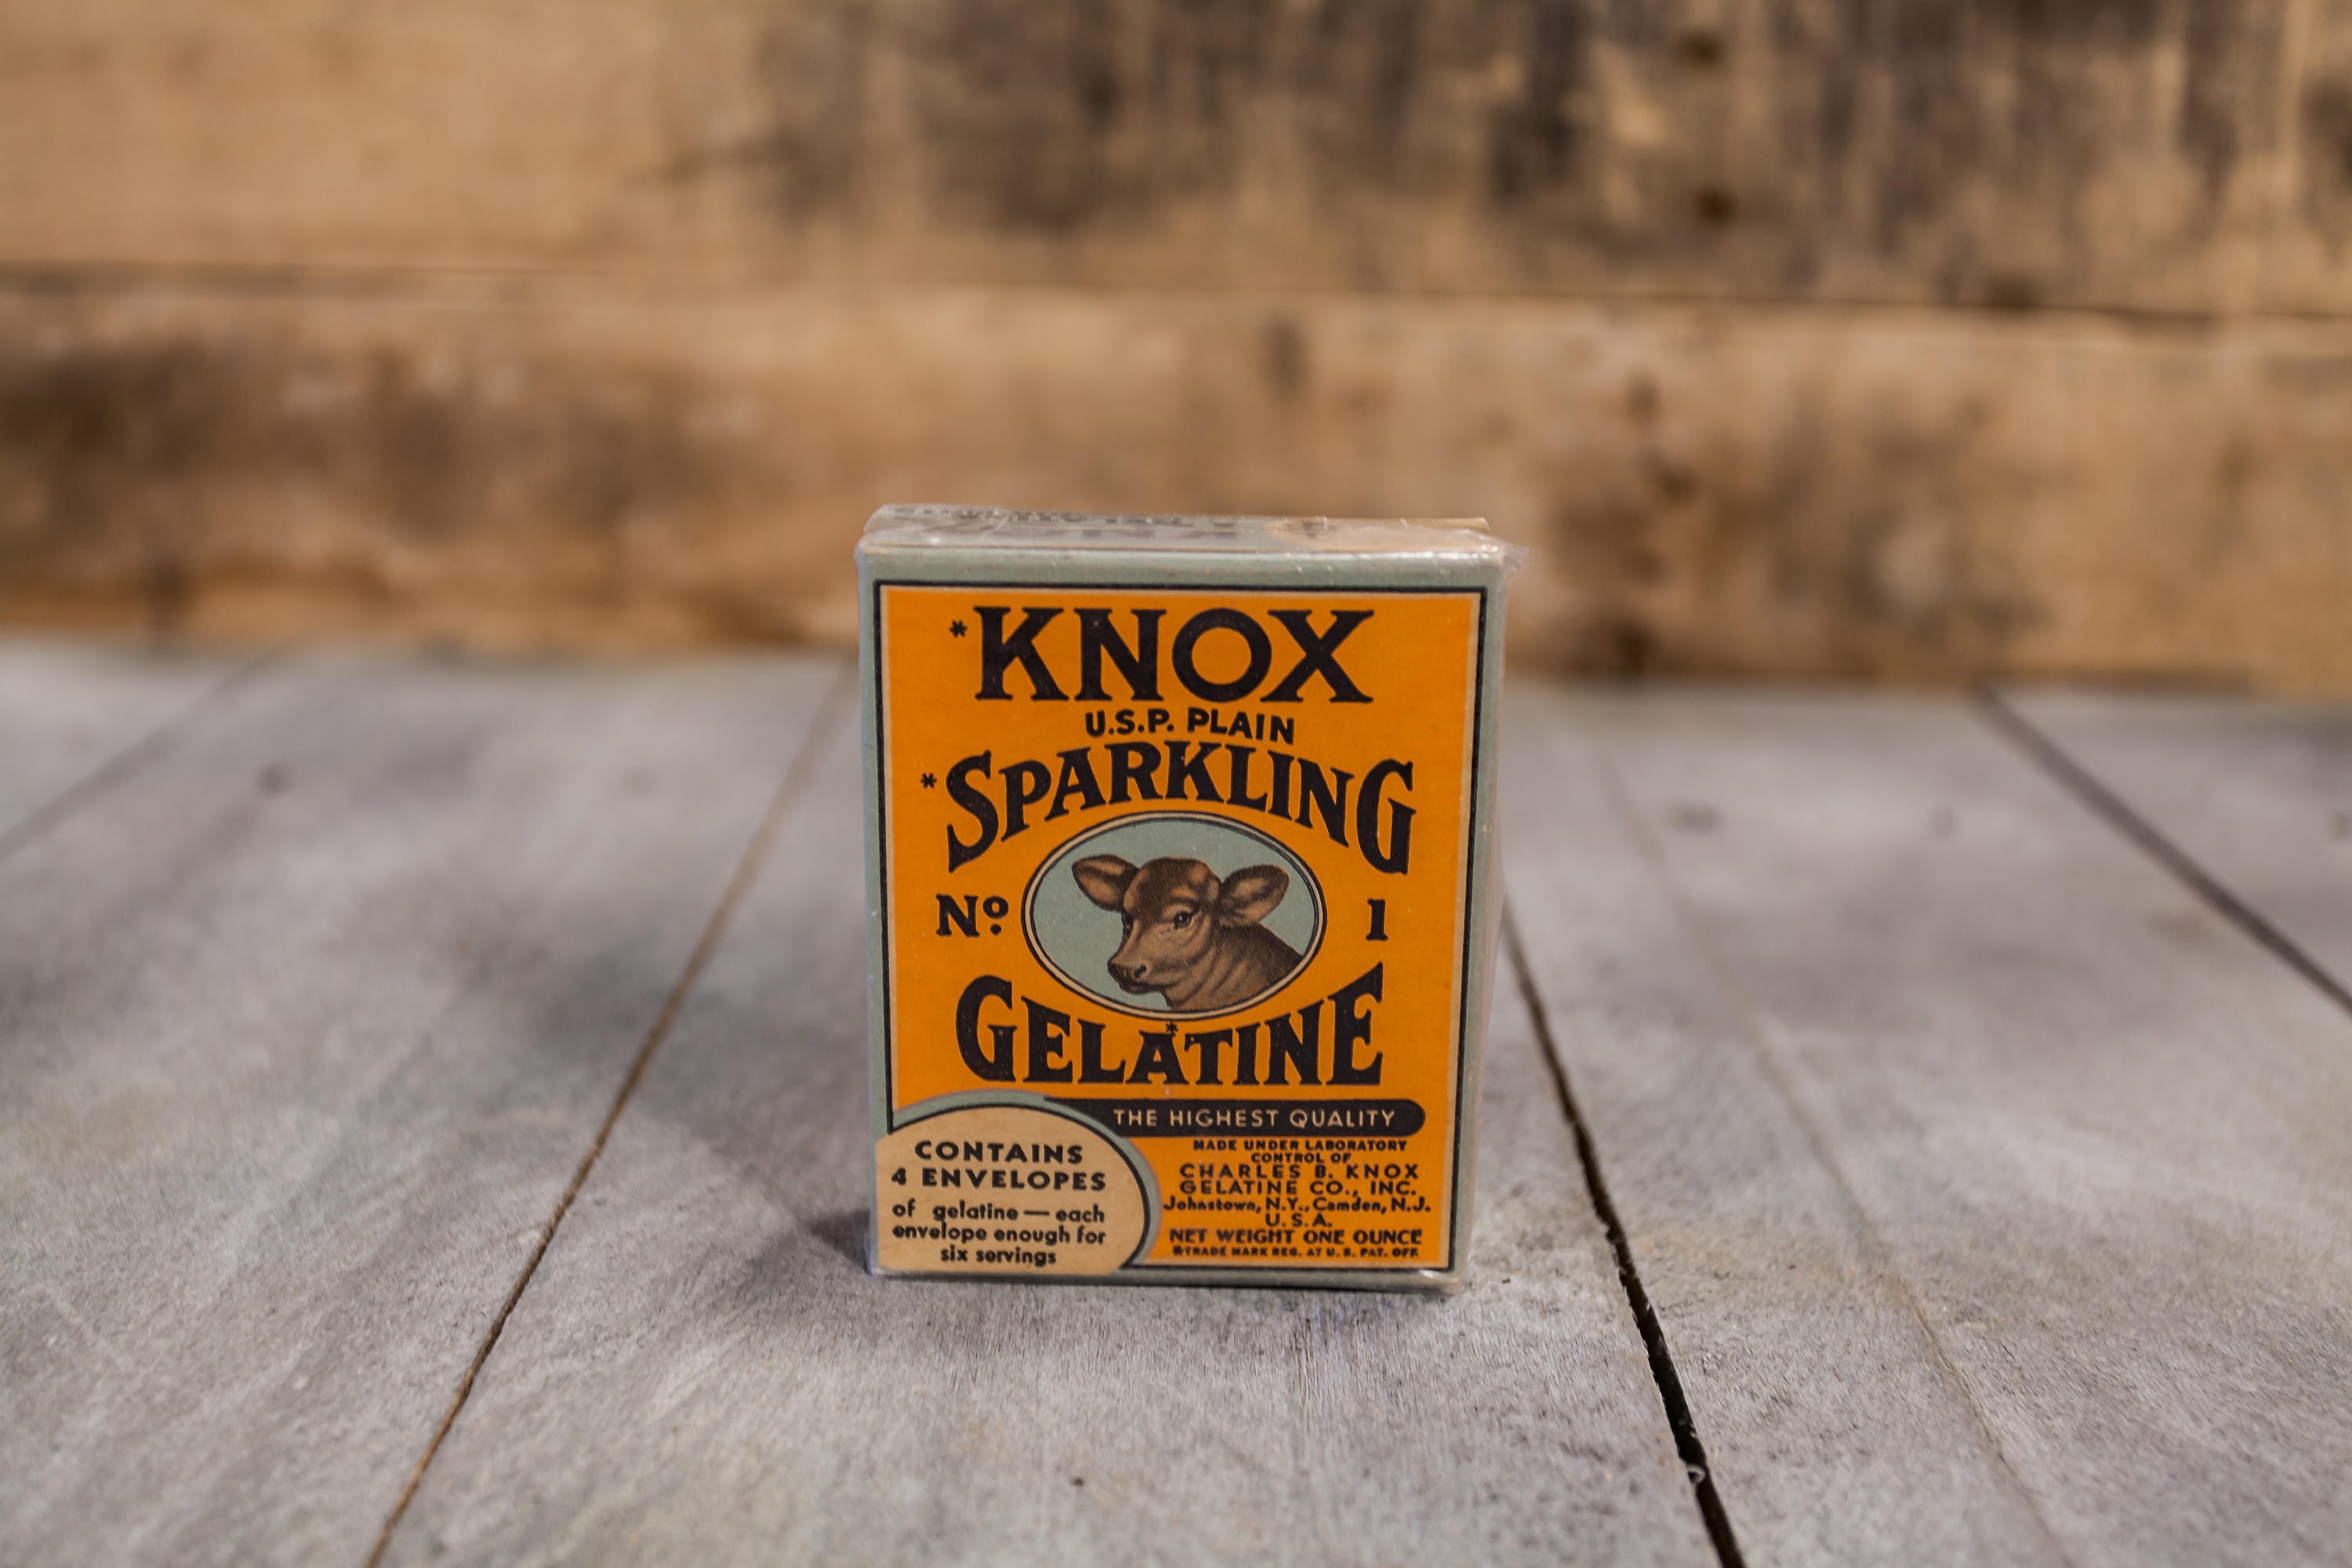 *KNOX
U.S.P. PLAIN
*SPARKLING
Nº 1
GELATINE
*
THE HIGHEST QUALITY
CONTAINS
4 ENVELOPES
of gelatine — each
envelope enough for
six servings
MADE UNDER LABORATORY
CONTROL OF
CHARLES B. KNOX
GELATINE CO., INC.
Johnstown, N.Y., Camden, N.J.
U.S.A.
NET WEIGHT ONE OUNCE
*TRADE MARK REG. AT U.S. PAT. OFF.